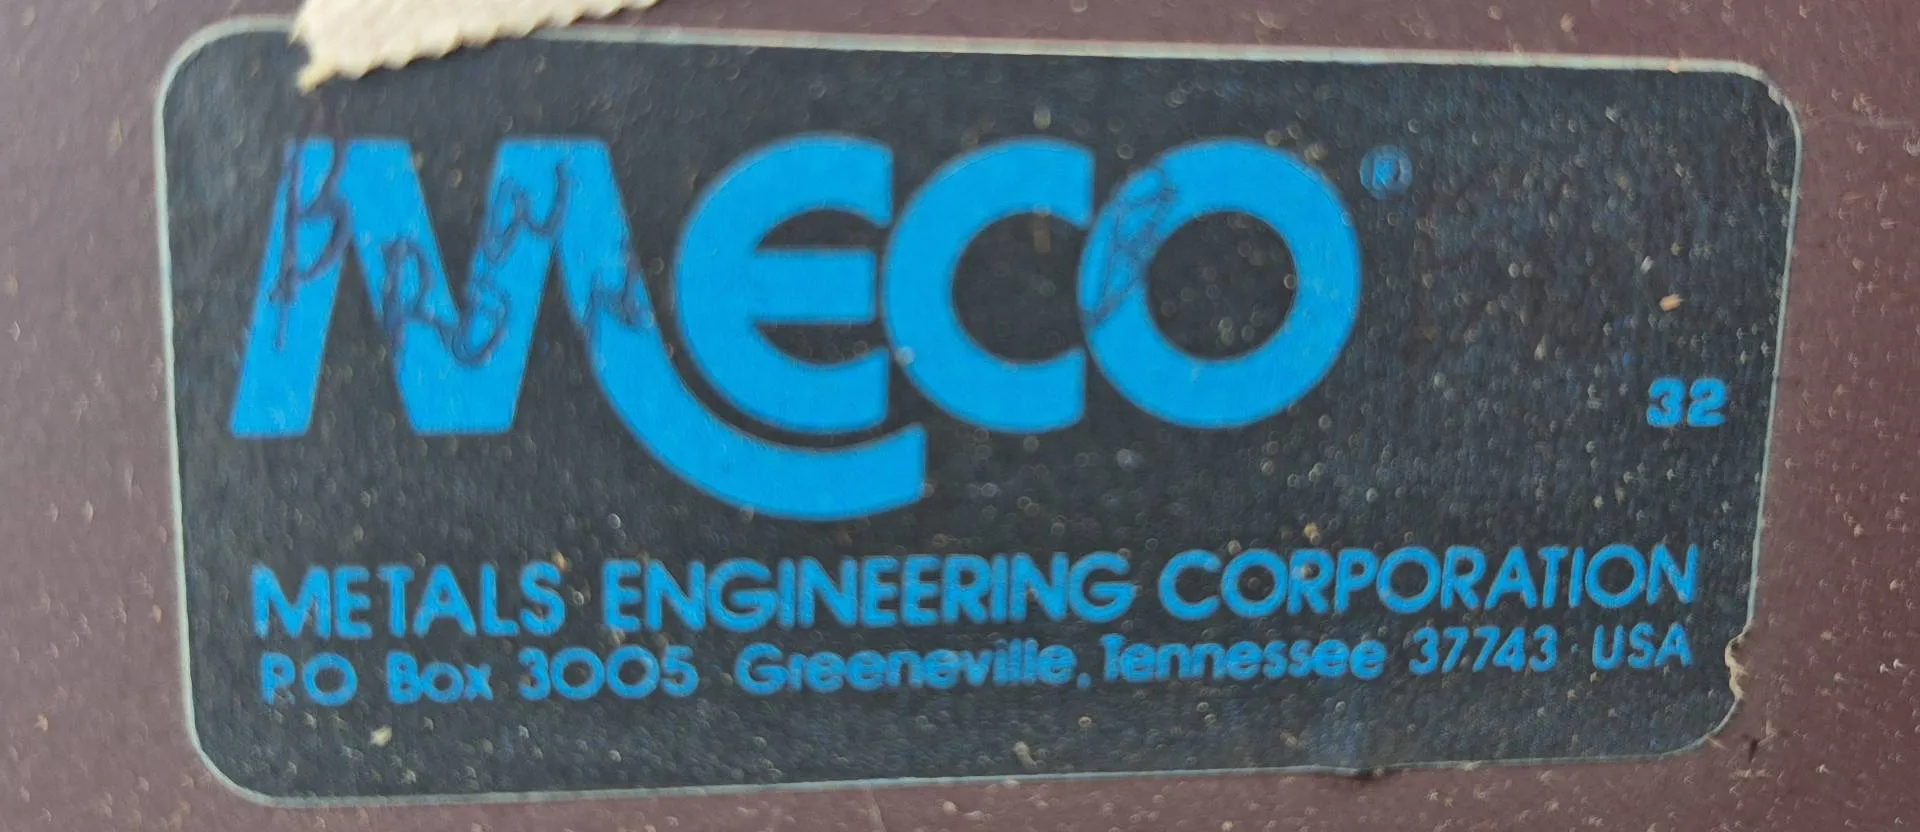 MECO®
32
METALS ENGINEERING CORPORATION
PO Box 3005 Greeneville, Tennessee 37743 USA